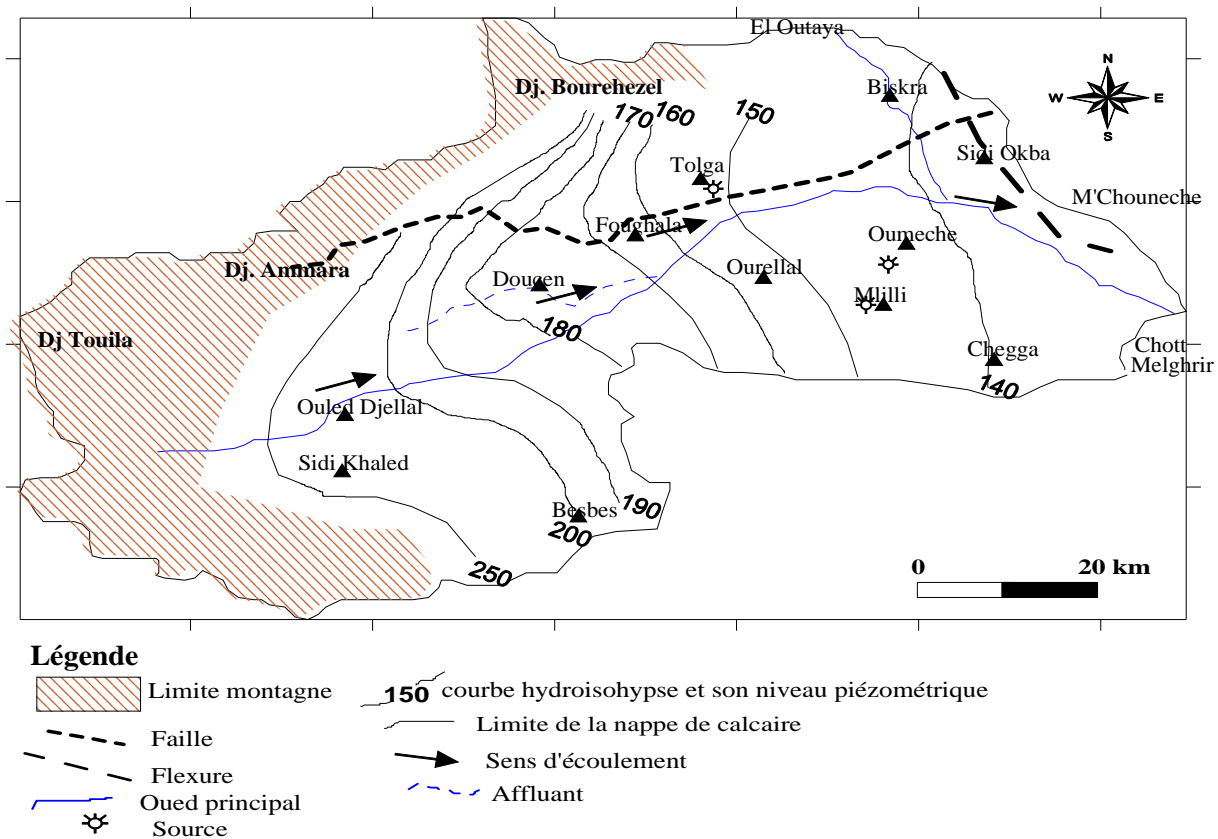 El Outaya
Dj. Bourehezel
Biskra
N
W
E
S
170
160
150
Tolga
Sidi Okba
M'Chouneche
Foughala
Oumeche
Dj. Ammara
Doucen
Ourellal
Mlilli
Dj Touila
180
Chegga
Chott
Melghrir
140
Ouled Djellal
Sidi Khaled
Besbes
190
200
250
0
20 km
Légende
Limite montagne
150 courbe hydroisohypse et son niveau piézométrique
Limite de la nappe de calcaire
Faille
Sens d'écoulement
Flexure
Affluant
Oued principal
Source